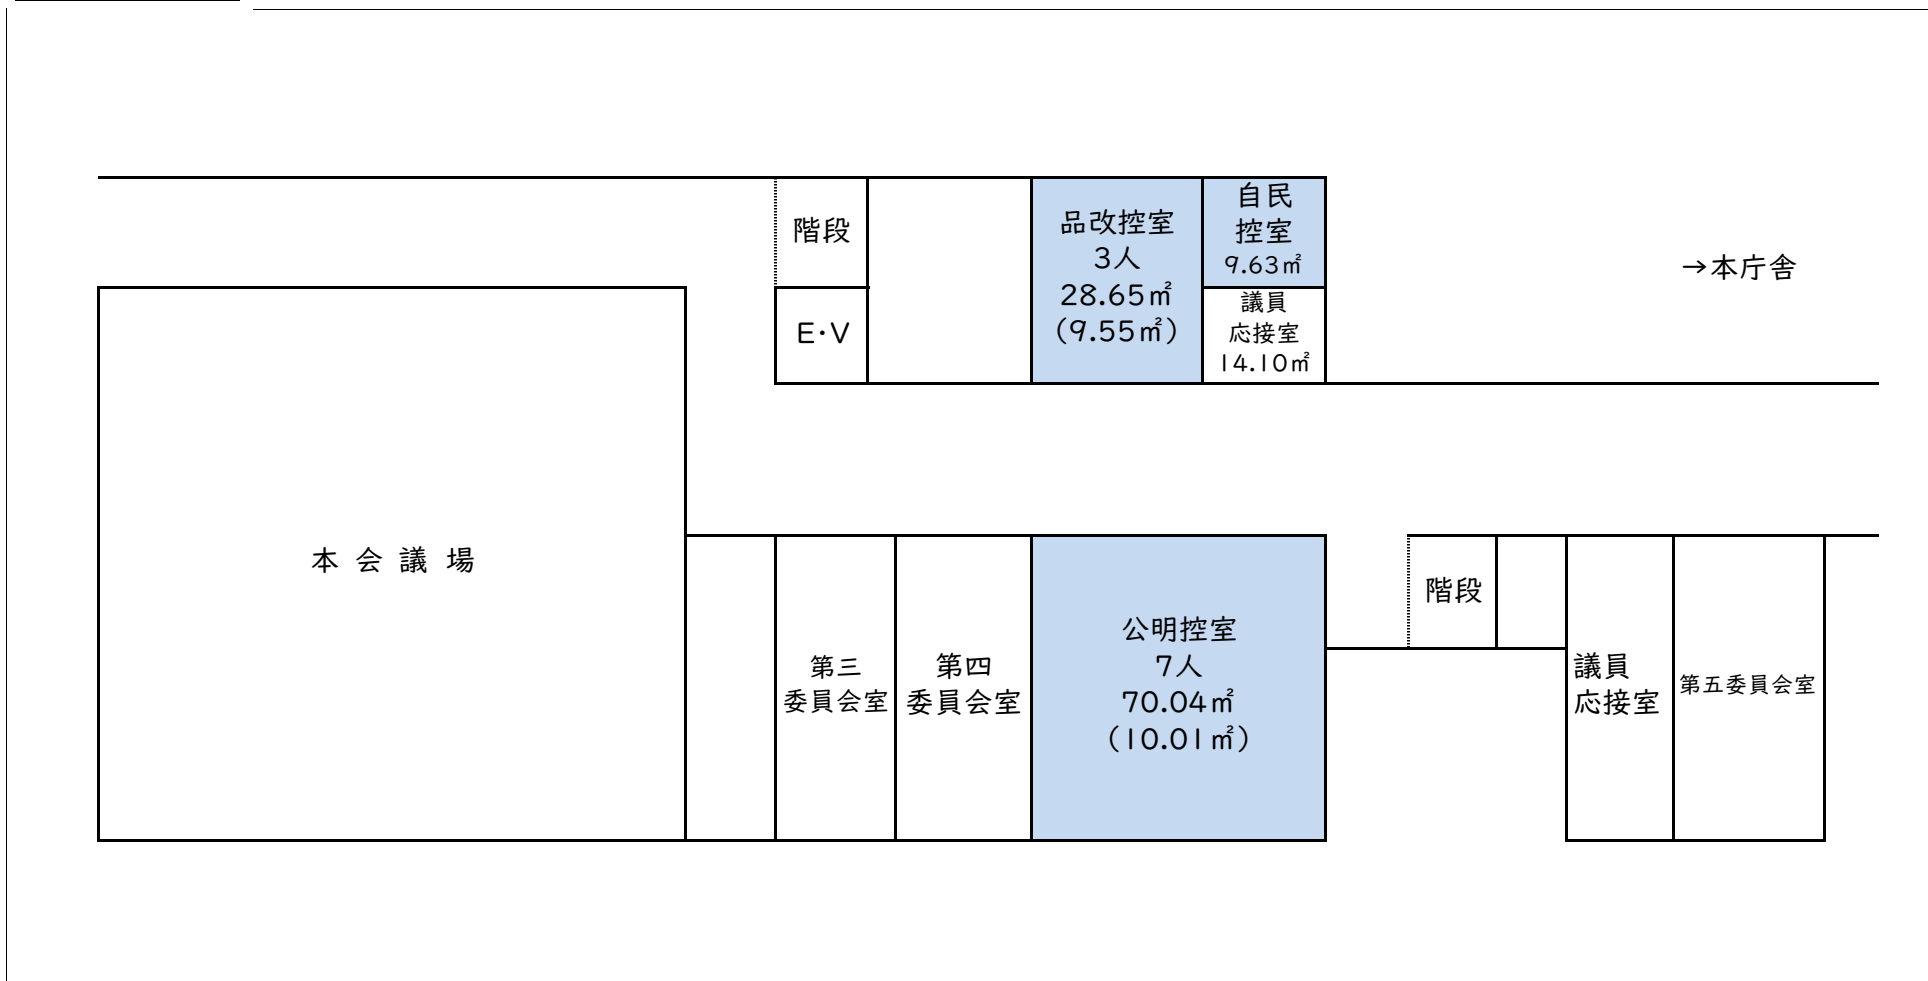 階段
E・V
品改控室
3人
28.65㎡
(9.55㎡)
自民
控室
9.63㎡
議員
応接室
14.10㎡
→本庁舎
本 会 議 場
第三
委員会室
第四
委員会室
公明控室
7人
70.04㎡
(10.01㎡)
階段
議員
応接室
第五委員会室